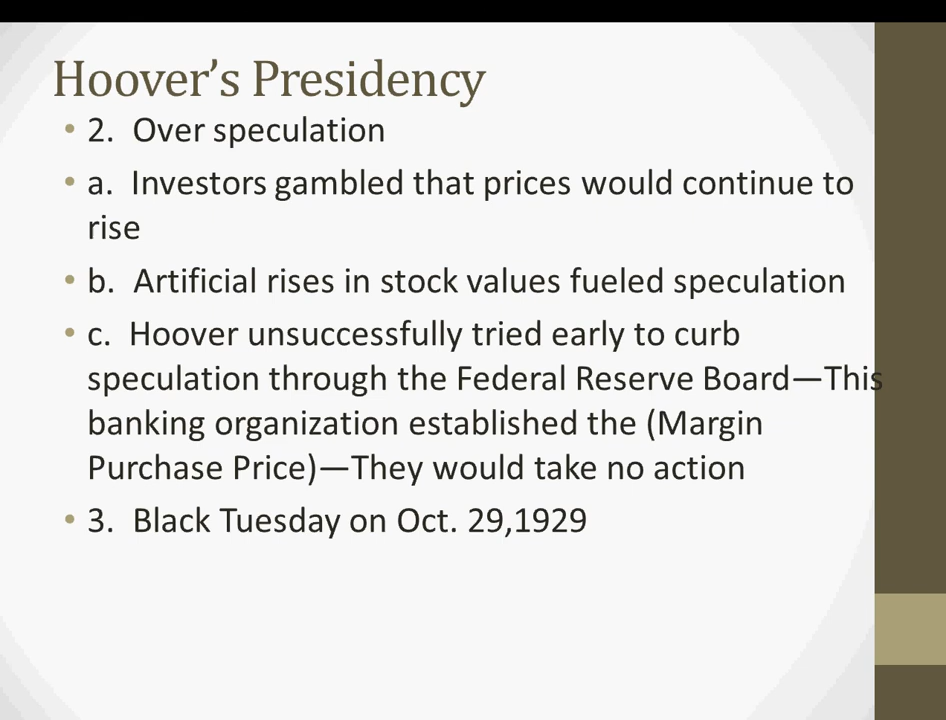 Hoover’s Presidency
• 2.  Over speculation
• a.  Investors gambled that prices would continue to
rise
• b.  Artificial rises in stock values fueled speculation
• c.  Hoover unsuccessfully tried early to curb
speculation through the Federal Reserve Board—This
banking organization established the (Margin
Purchase Price)—They would take no action
• 3.  Black Tuesday on Oct. 29,1929